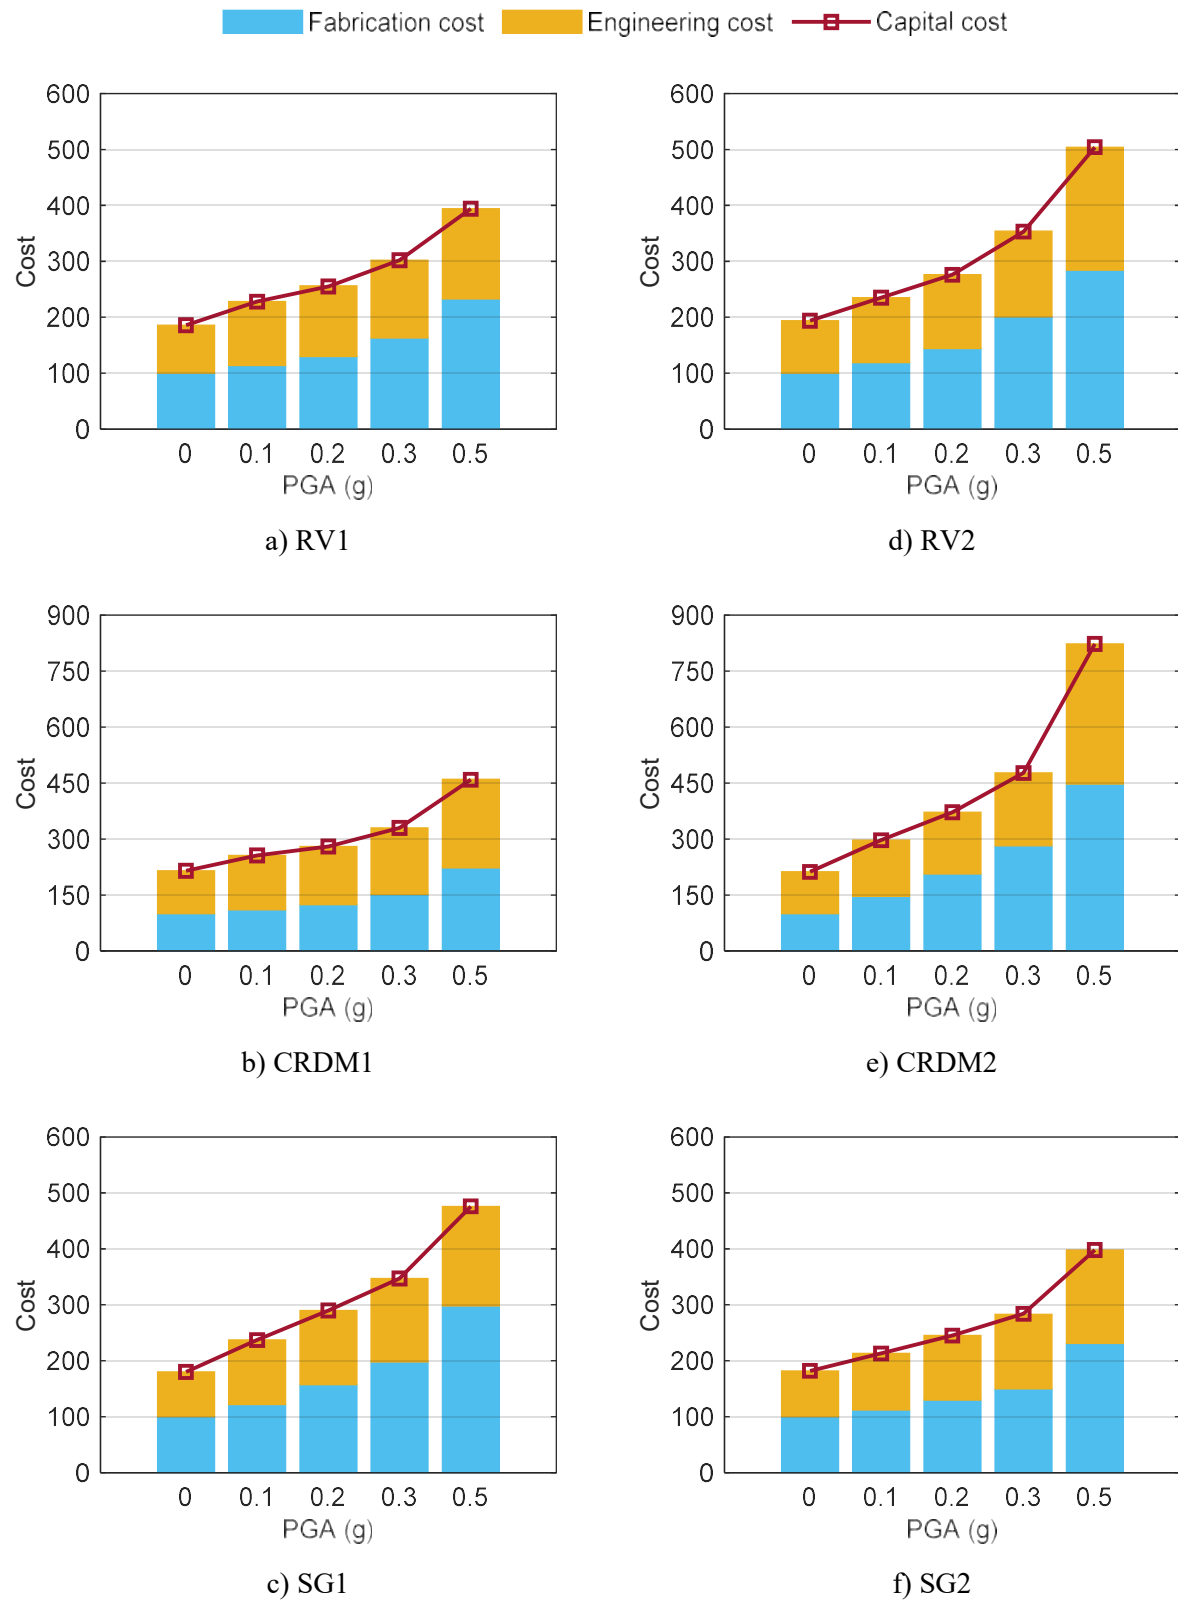 Fabrication cost Engineering cost Capital cost
600
500
400
300
200
100
0
Cost
0 0.1 0.2 0.3 0.5
PGA (g)
a) RV1
600
500
400
300
200
100
0
Cost
0 0.1 0.2 0.3 0.5
PGA (g)
d) RV2
900
750
600
450
300
150
0
Cost
0 0.1 0.2 0.3 0.5
PGA (g)
b) CRDM1
900
750
600
450
300
150
0
Cost
0 0.1 0.2 0.3 0.5
PGA (g)
e) CRDM2
600
500
400
300
200
100
0
Cost
0 0.1 0.2 0.3 0.5
PGA (g)
c) SG1
600
500
400
300
200
100
0
Cost
0 0.1 0.2 0.3 0.5
PGA (g)
f) SG2